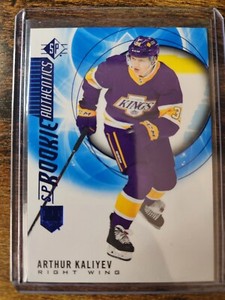 SP
ROOKIE
AUTHENTICS
KINGS
ARTHUR KALIYEV
RIGHT WING